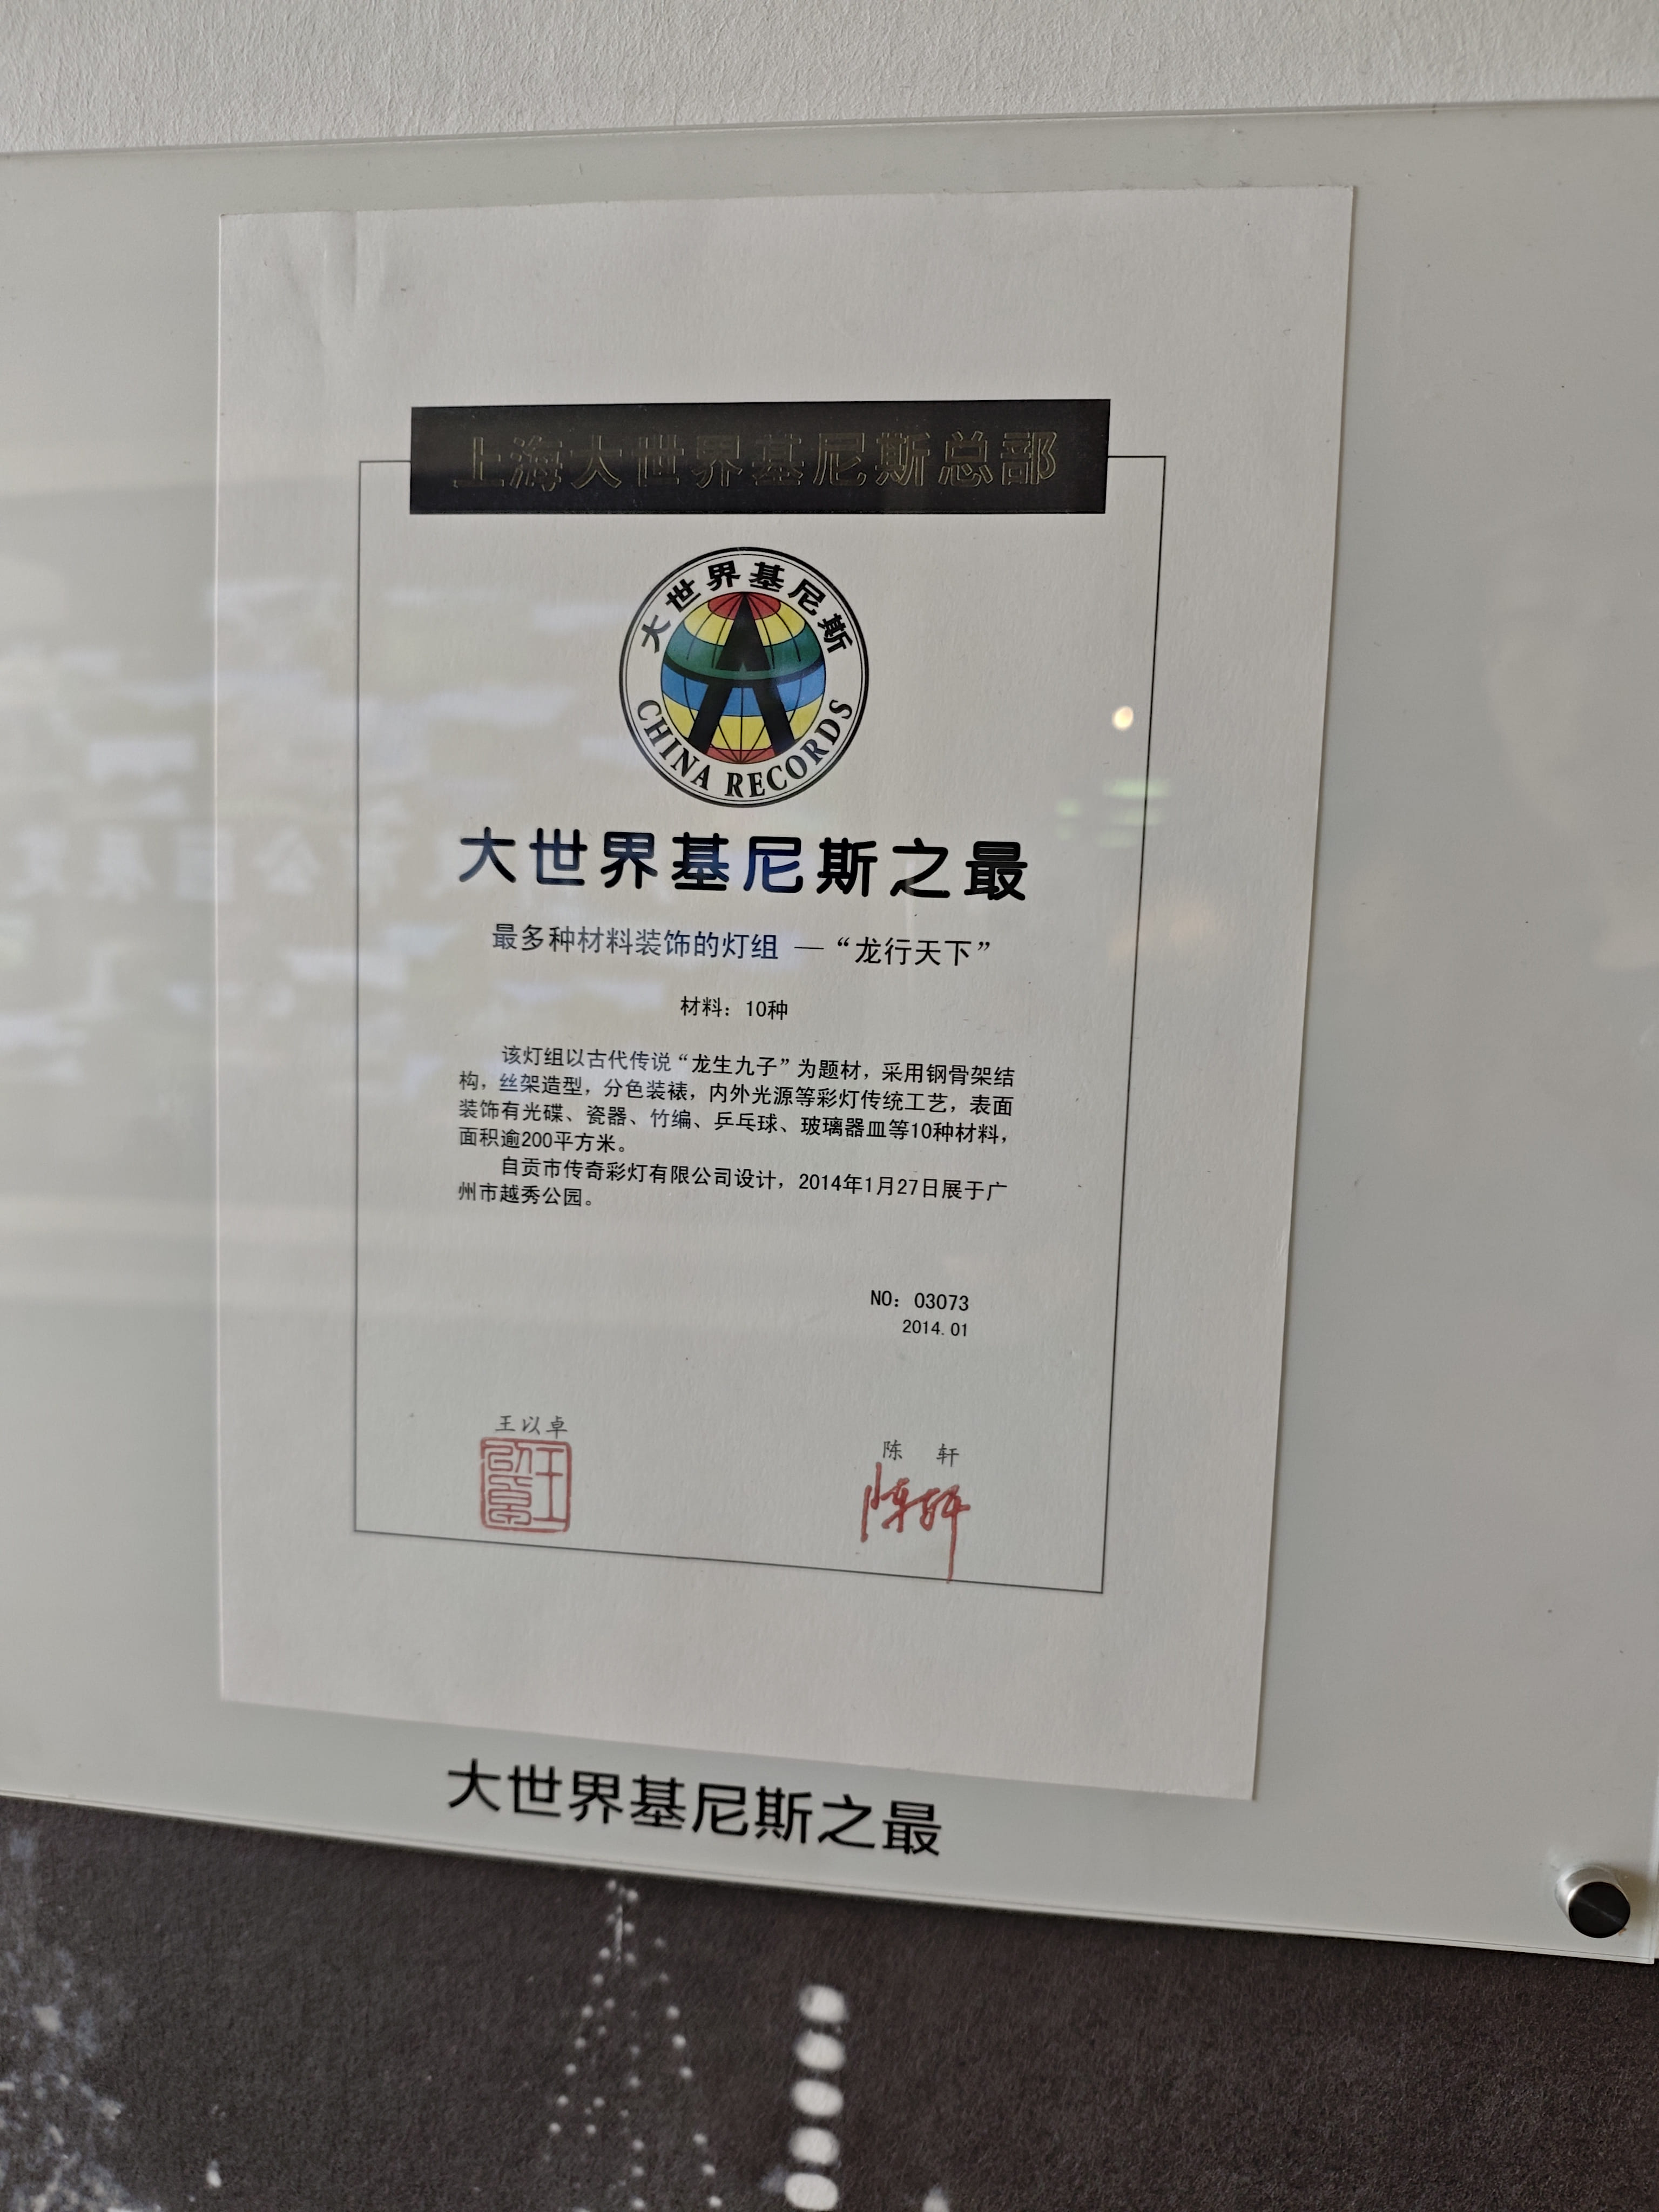 上海大世界基尼斯总部
大世界基尼斯
CHINA RECORDS
大世界基尼斯之最
最多种材料装饰的灯组 —“龙行天下”
材料：10种
该灯组以古代传说“龙生九子”为题材，采用钢骨架结
构，丝架造型，分色装裱，内外光源等彩灯传统工艺，表面
装饰有光碟、瓷器、竹编、乒乓球、玻璃器皿等10种材料，
面积逾200平方米。
自贡市传奇彩灯有限公司设计，2014年1月27日展于广
州市越秀公园。
NO：03073
2014.01
王以卓
陈 轩
陈轩
大世界基尼斯之最